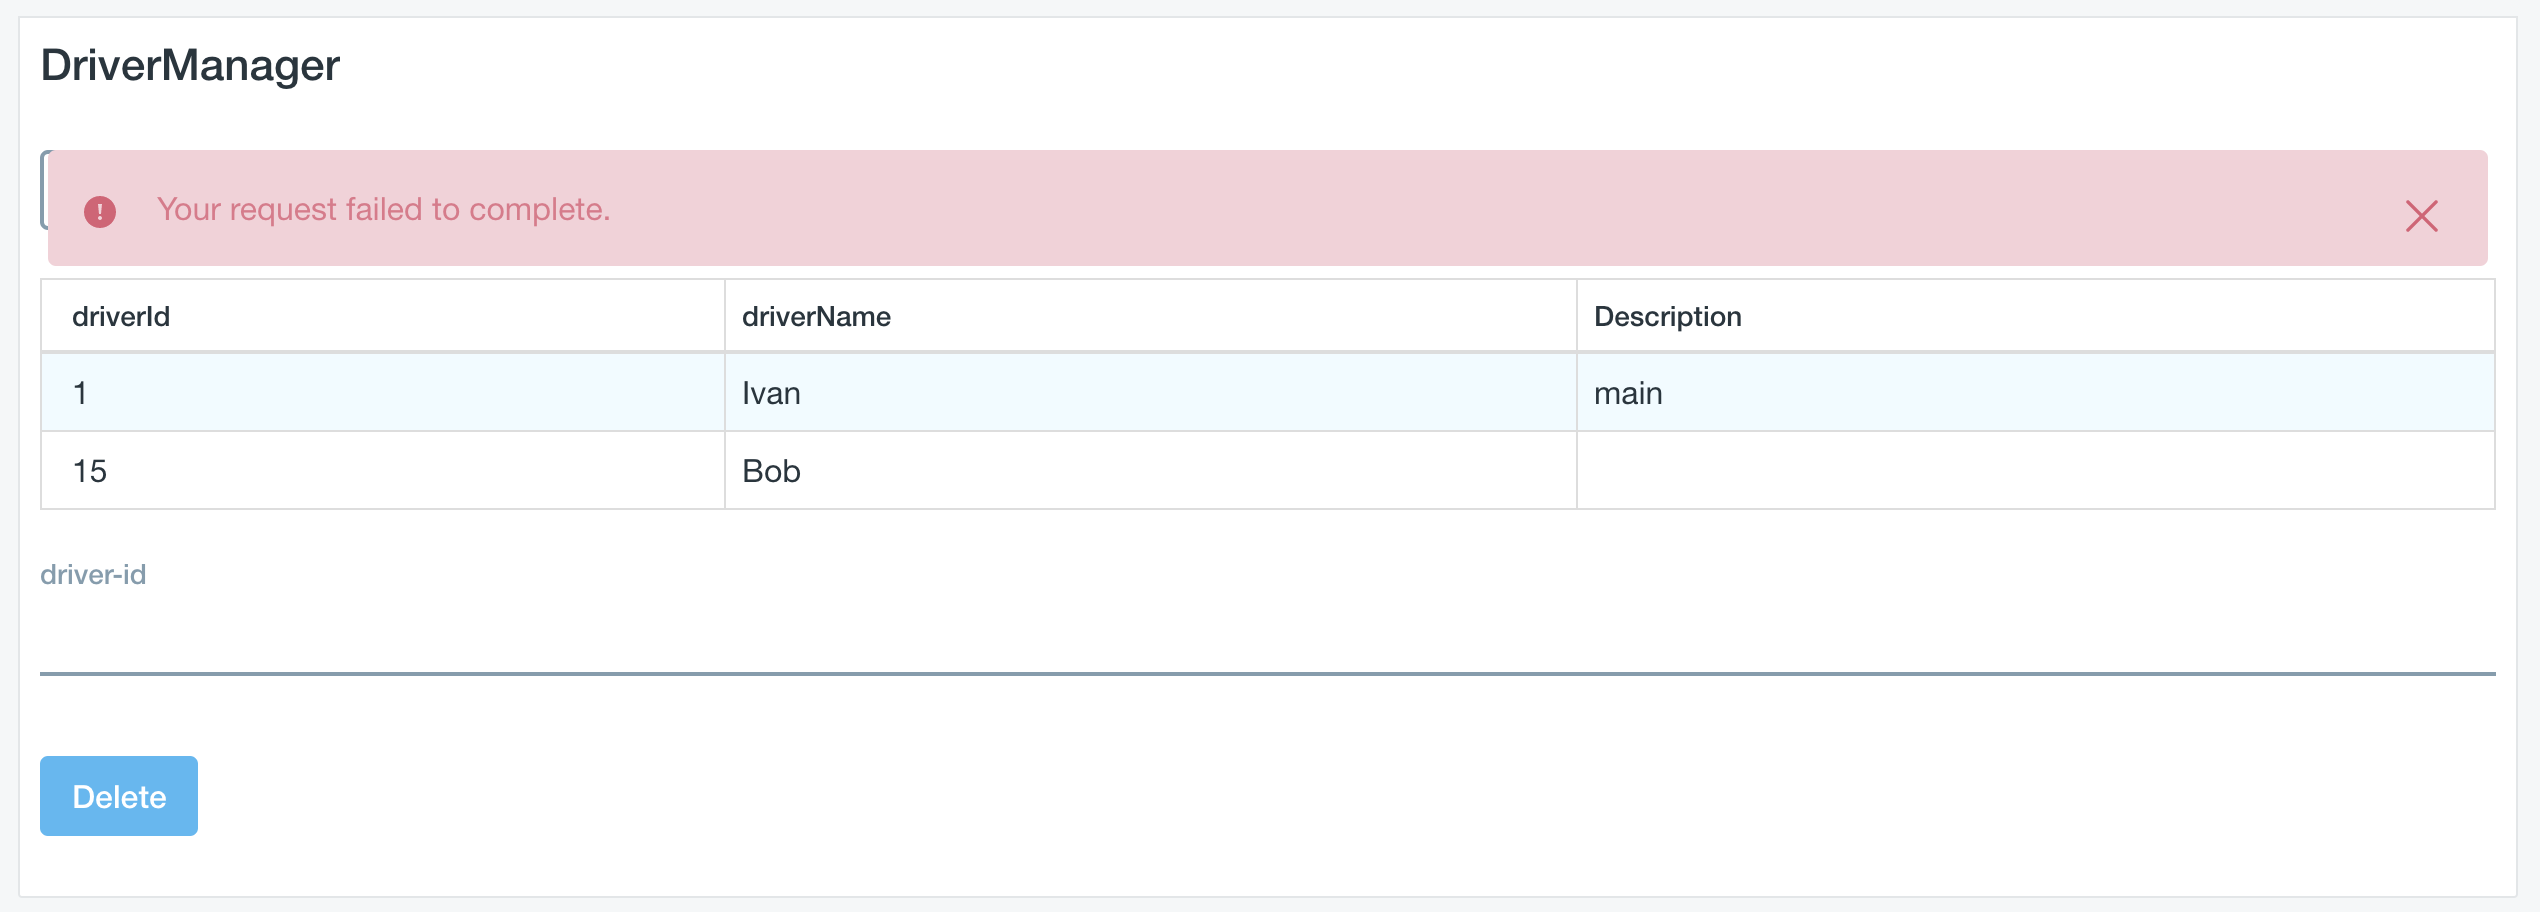 DriverManager
Your request failed to complete.
driverId driverName Description
1 Ivan main
15 Bob
driver-id
Delete